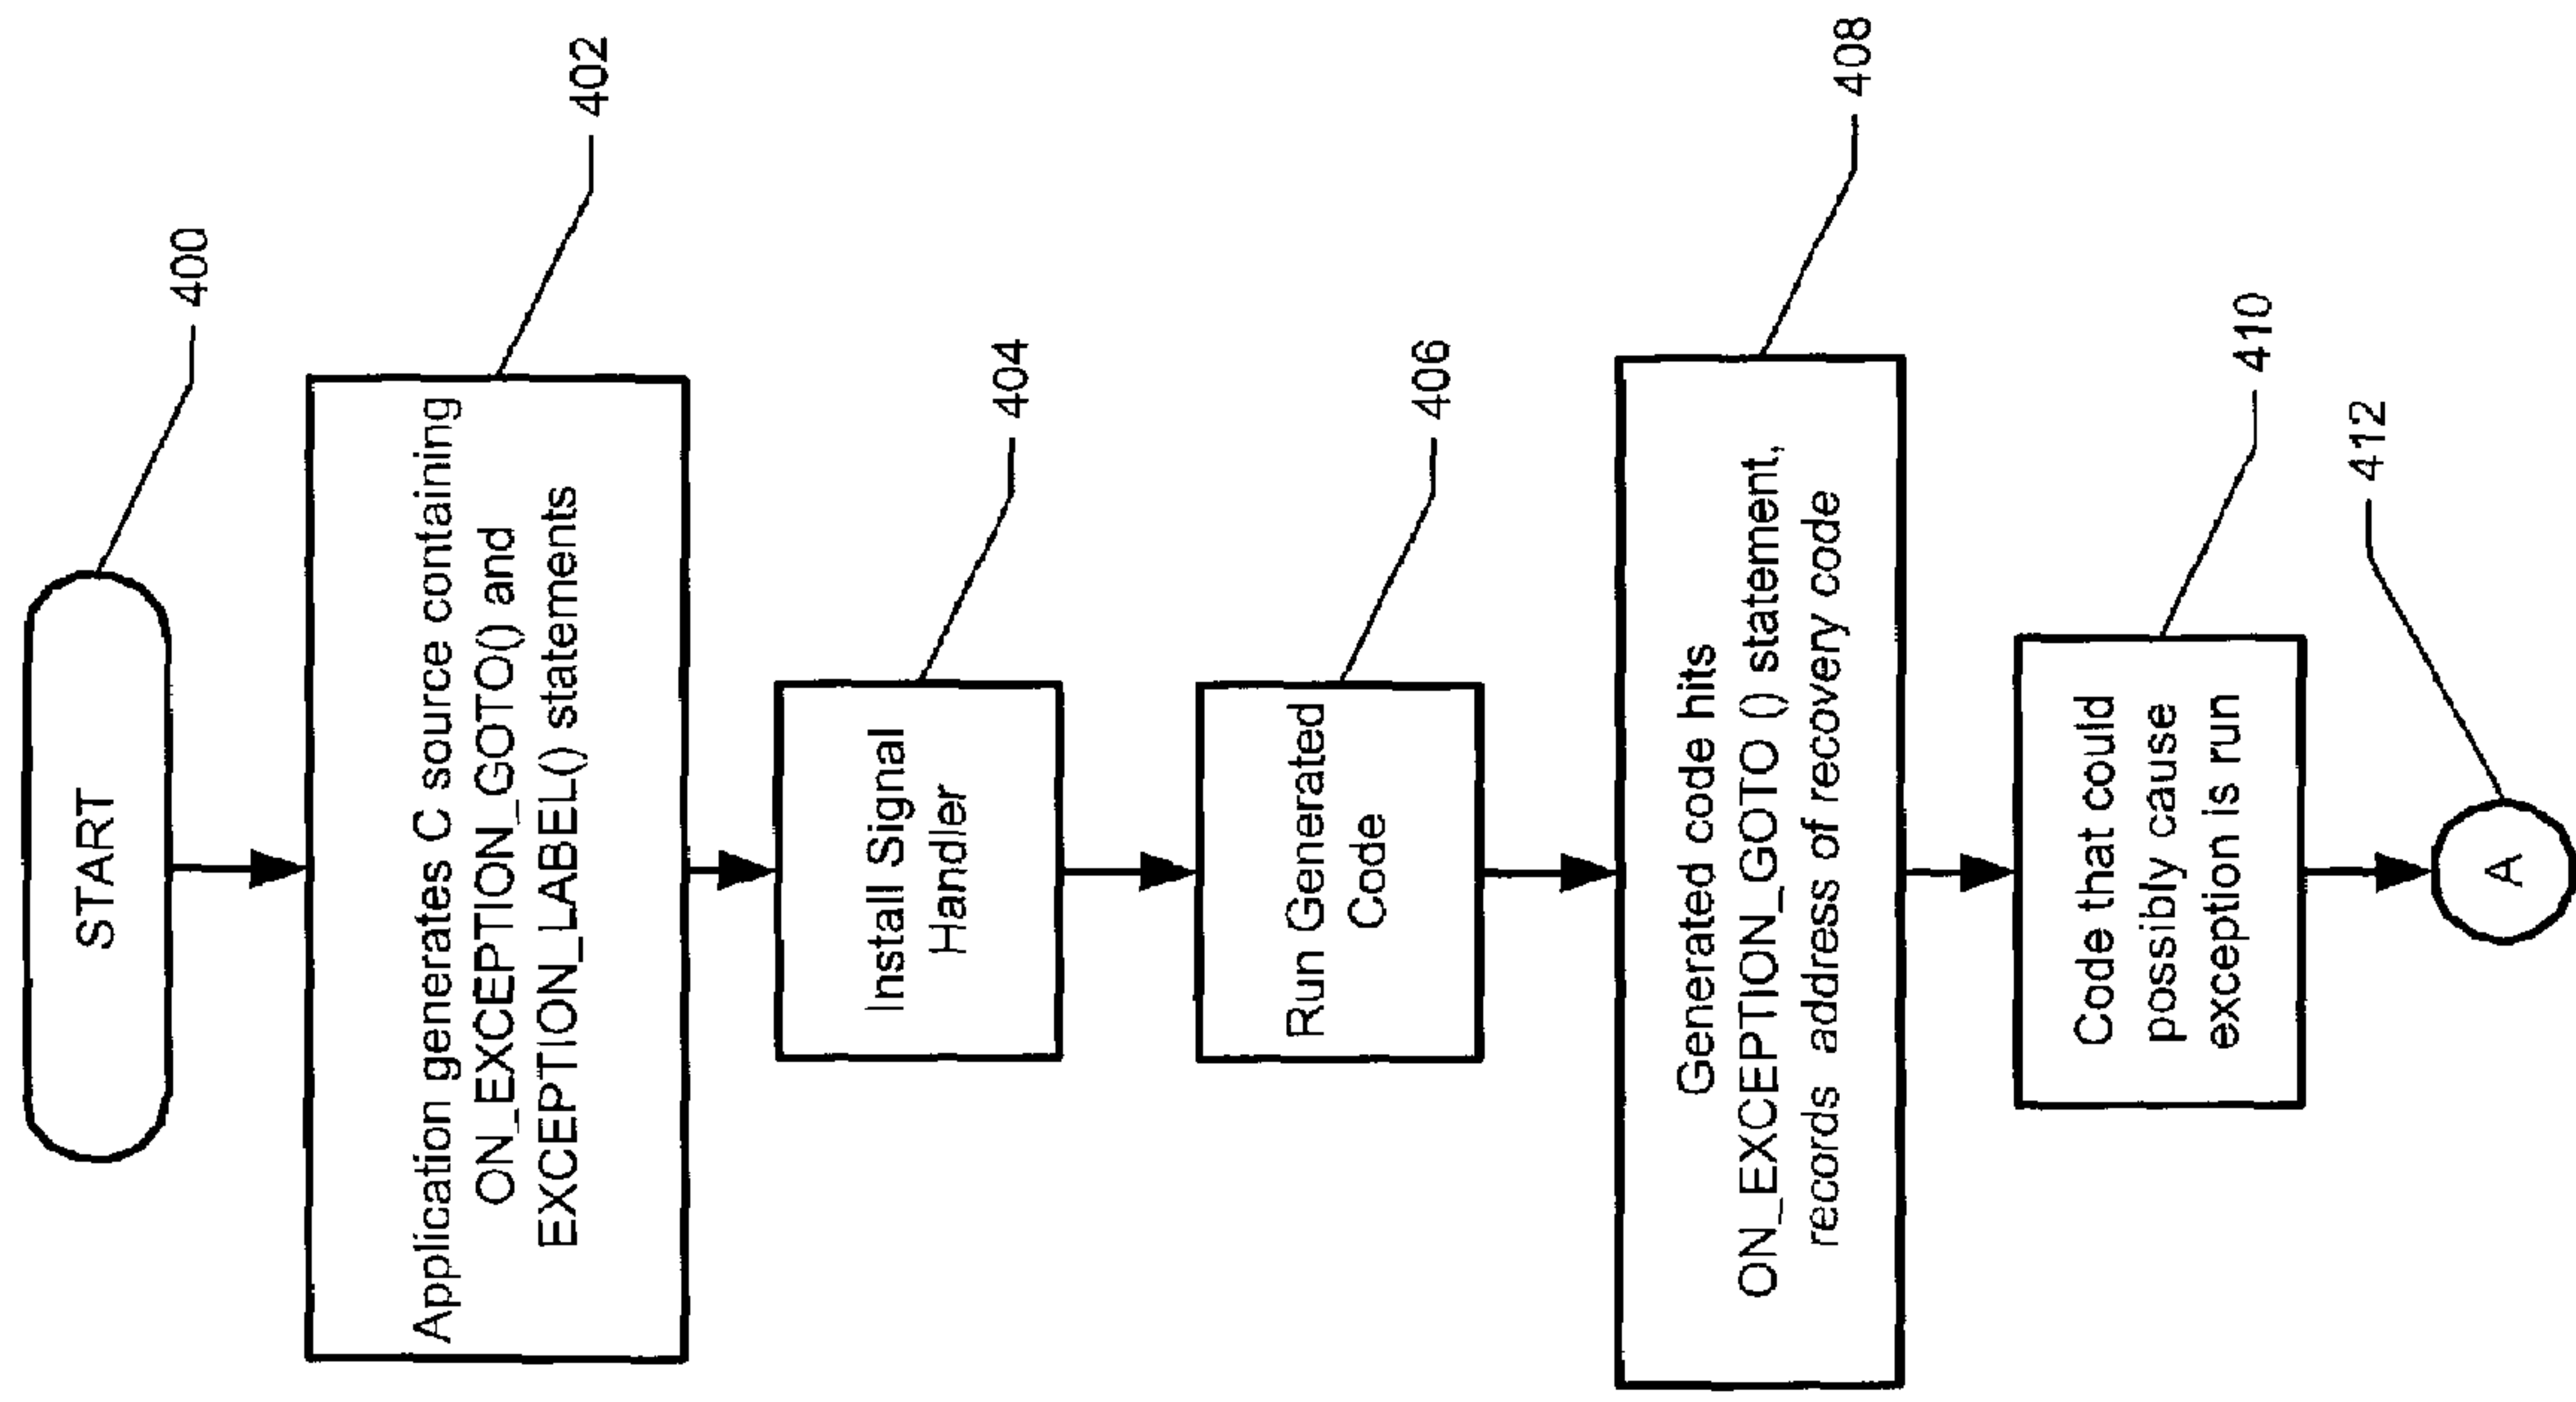 START
400
Application generates C source containing
ON_EXCEPTION_GOTO() and
EXCEPTION_LABEL() statements
402
Install Signal
Handler
404
Run Generated
Code
406
Generated code hits
ON_EXCEPTION_GOTO () statement,
records address of recovery code
408
Code that could
possibly cause
exception is run
410
A
412